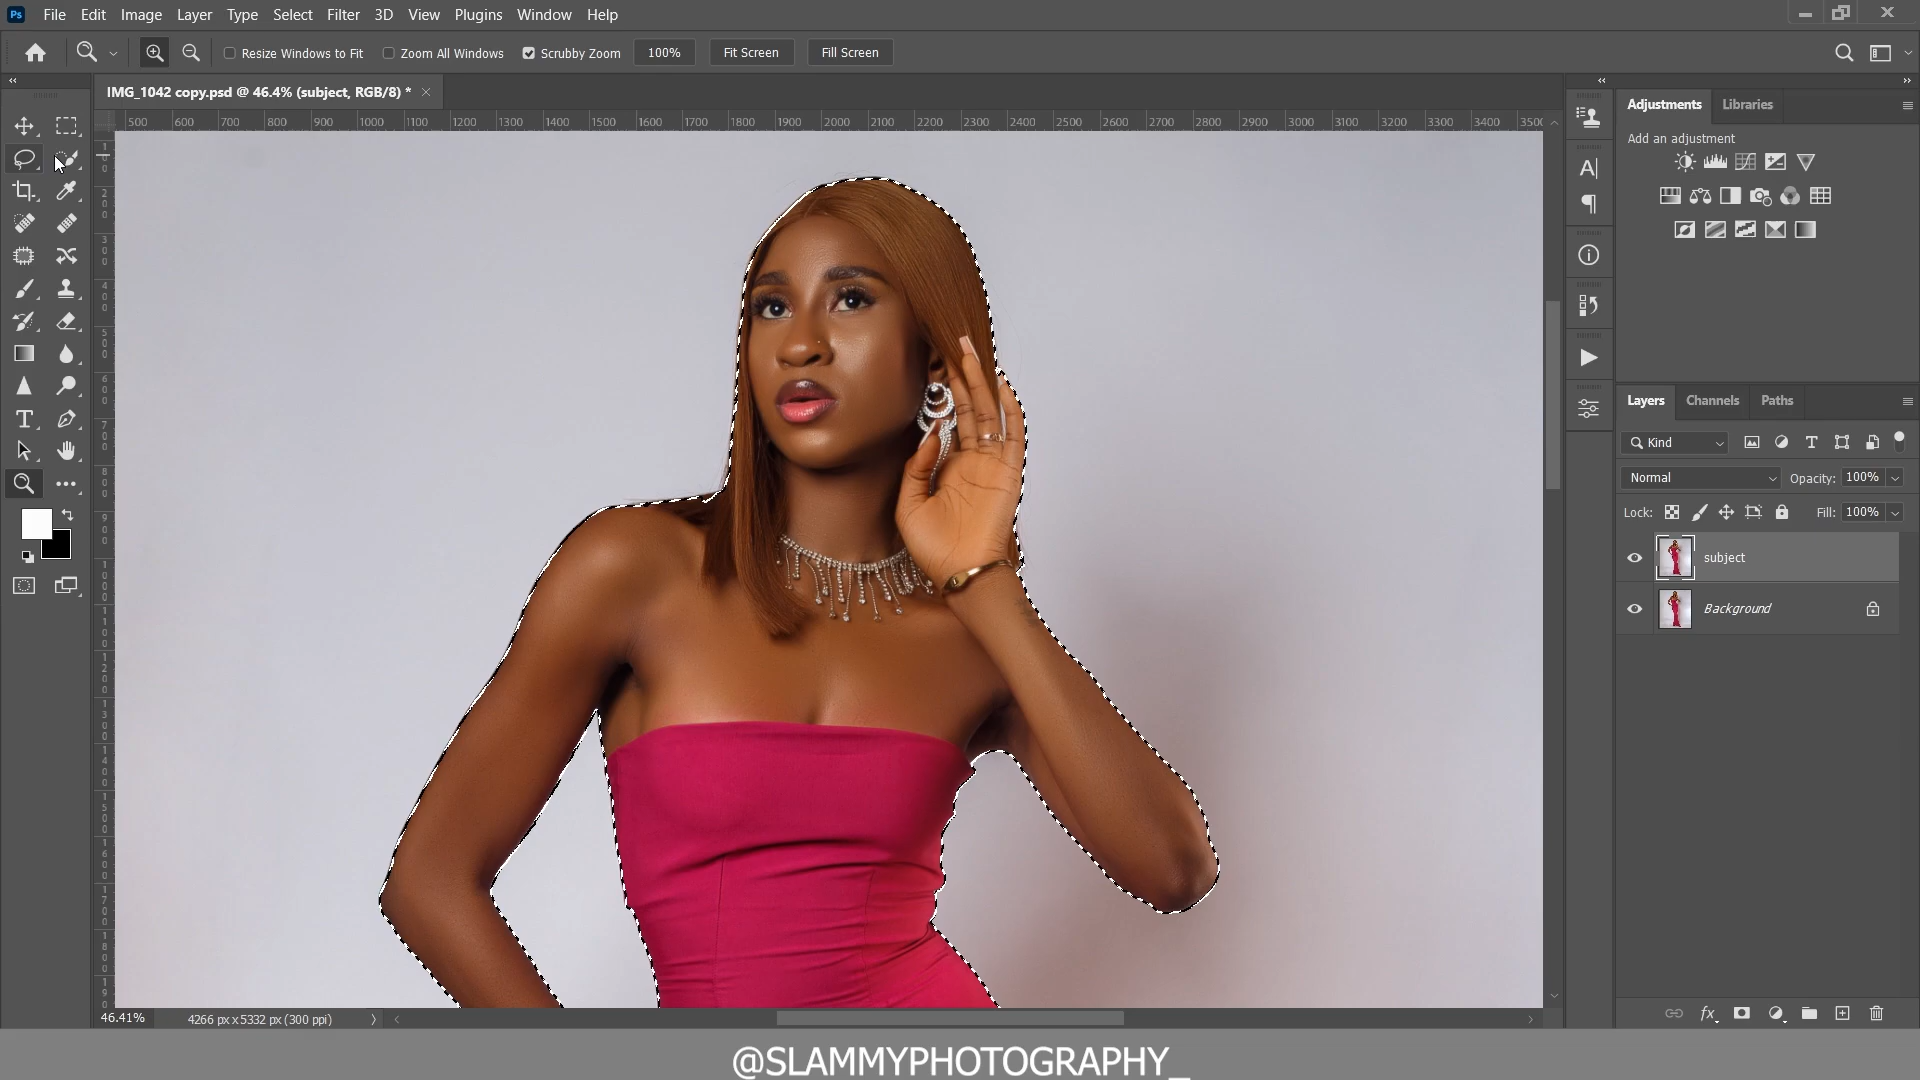 Ps File Edit Image Layer Type Select Filter 3D View Plugins Window Help
Resize Windows to Fit Zoom All Windows Scrubby Zoom 100% Fit Screen Fill Screen
IMG_1042 copy.psd @ 46.4% (subject, RGB/8) *
500 600 700 800 900 1000 1100 1200 1300 1400 1500 1600 1700 1800 1900 2000 2100 2200 2300 2400 2500 2600 2700 2800 2900 3000 3100 3200 3300 3400 3500
Adjustments Libraries
Add an adjustment
Layers Channels Paths
Kind
Normal Opacity: 100%
Lock: Fill: 100%
subject
Background
46.41% 4266 px x 5332 px (300 ppi)
@SLAMMYPHOTOGRAPHY_